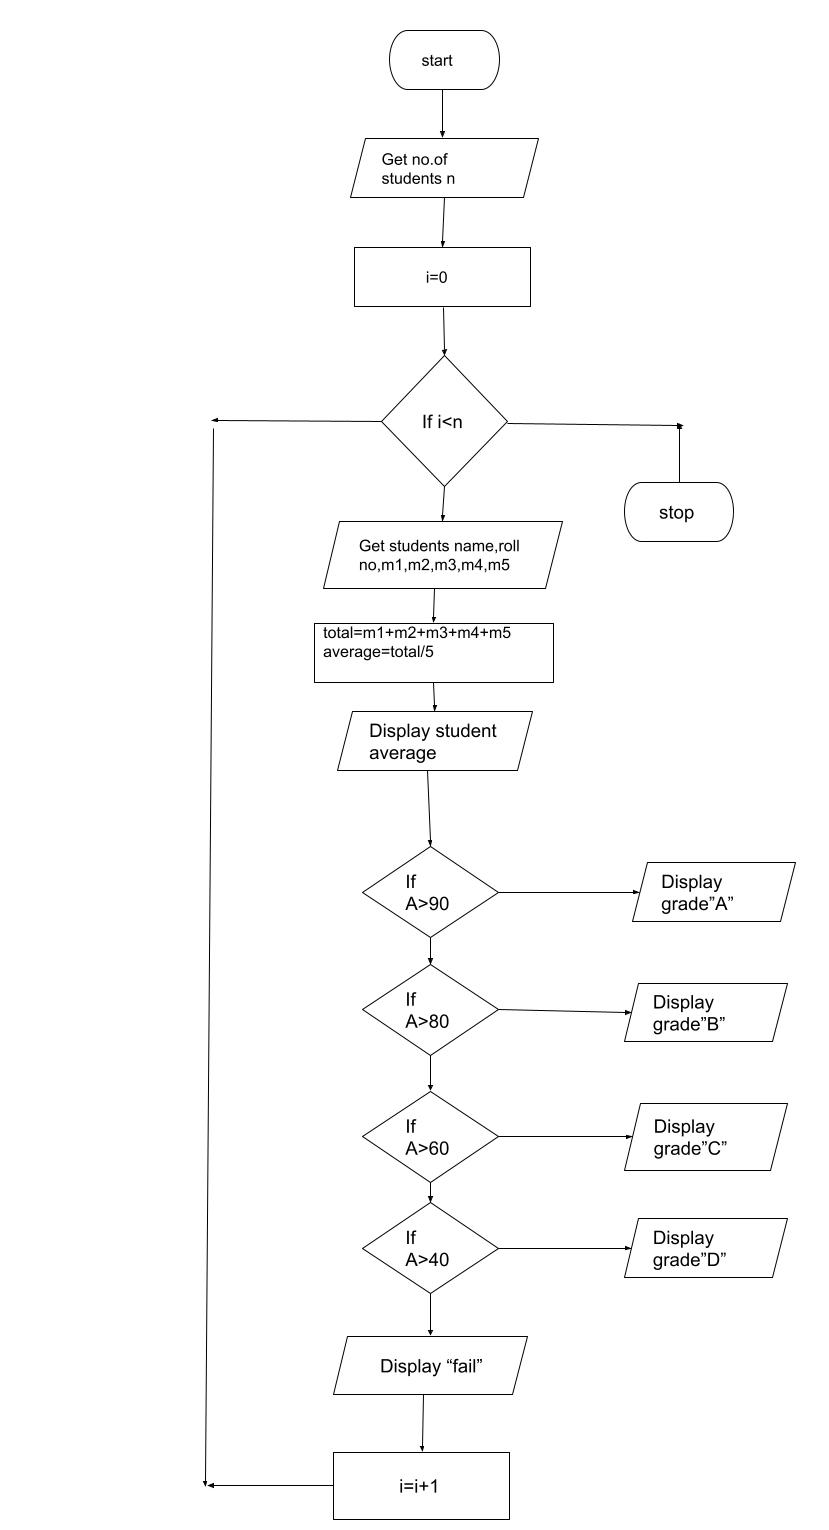 start
Get no.of
students n
i=0
If i<n
stop
Get students name,roll
no,m1,m2,m3,m4,m5
total=m1+m2+m3+m4+m5
average=total/5
Display student
average
If
A>90
Display
grade”A”
If
A>80
Display
grade”B”
If
A>60
Display
grade”C”
If
A>40
Display
grade”D”
Display “fail”
i=i+1